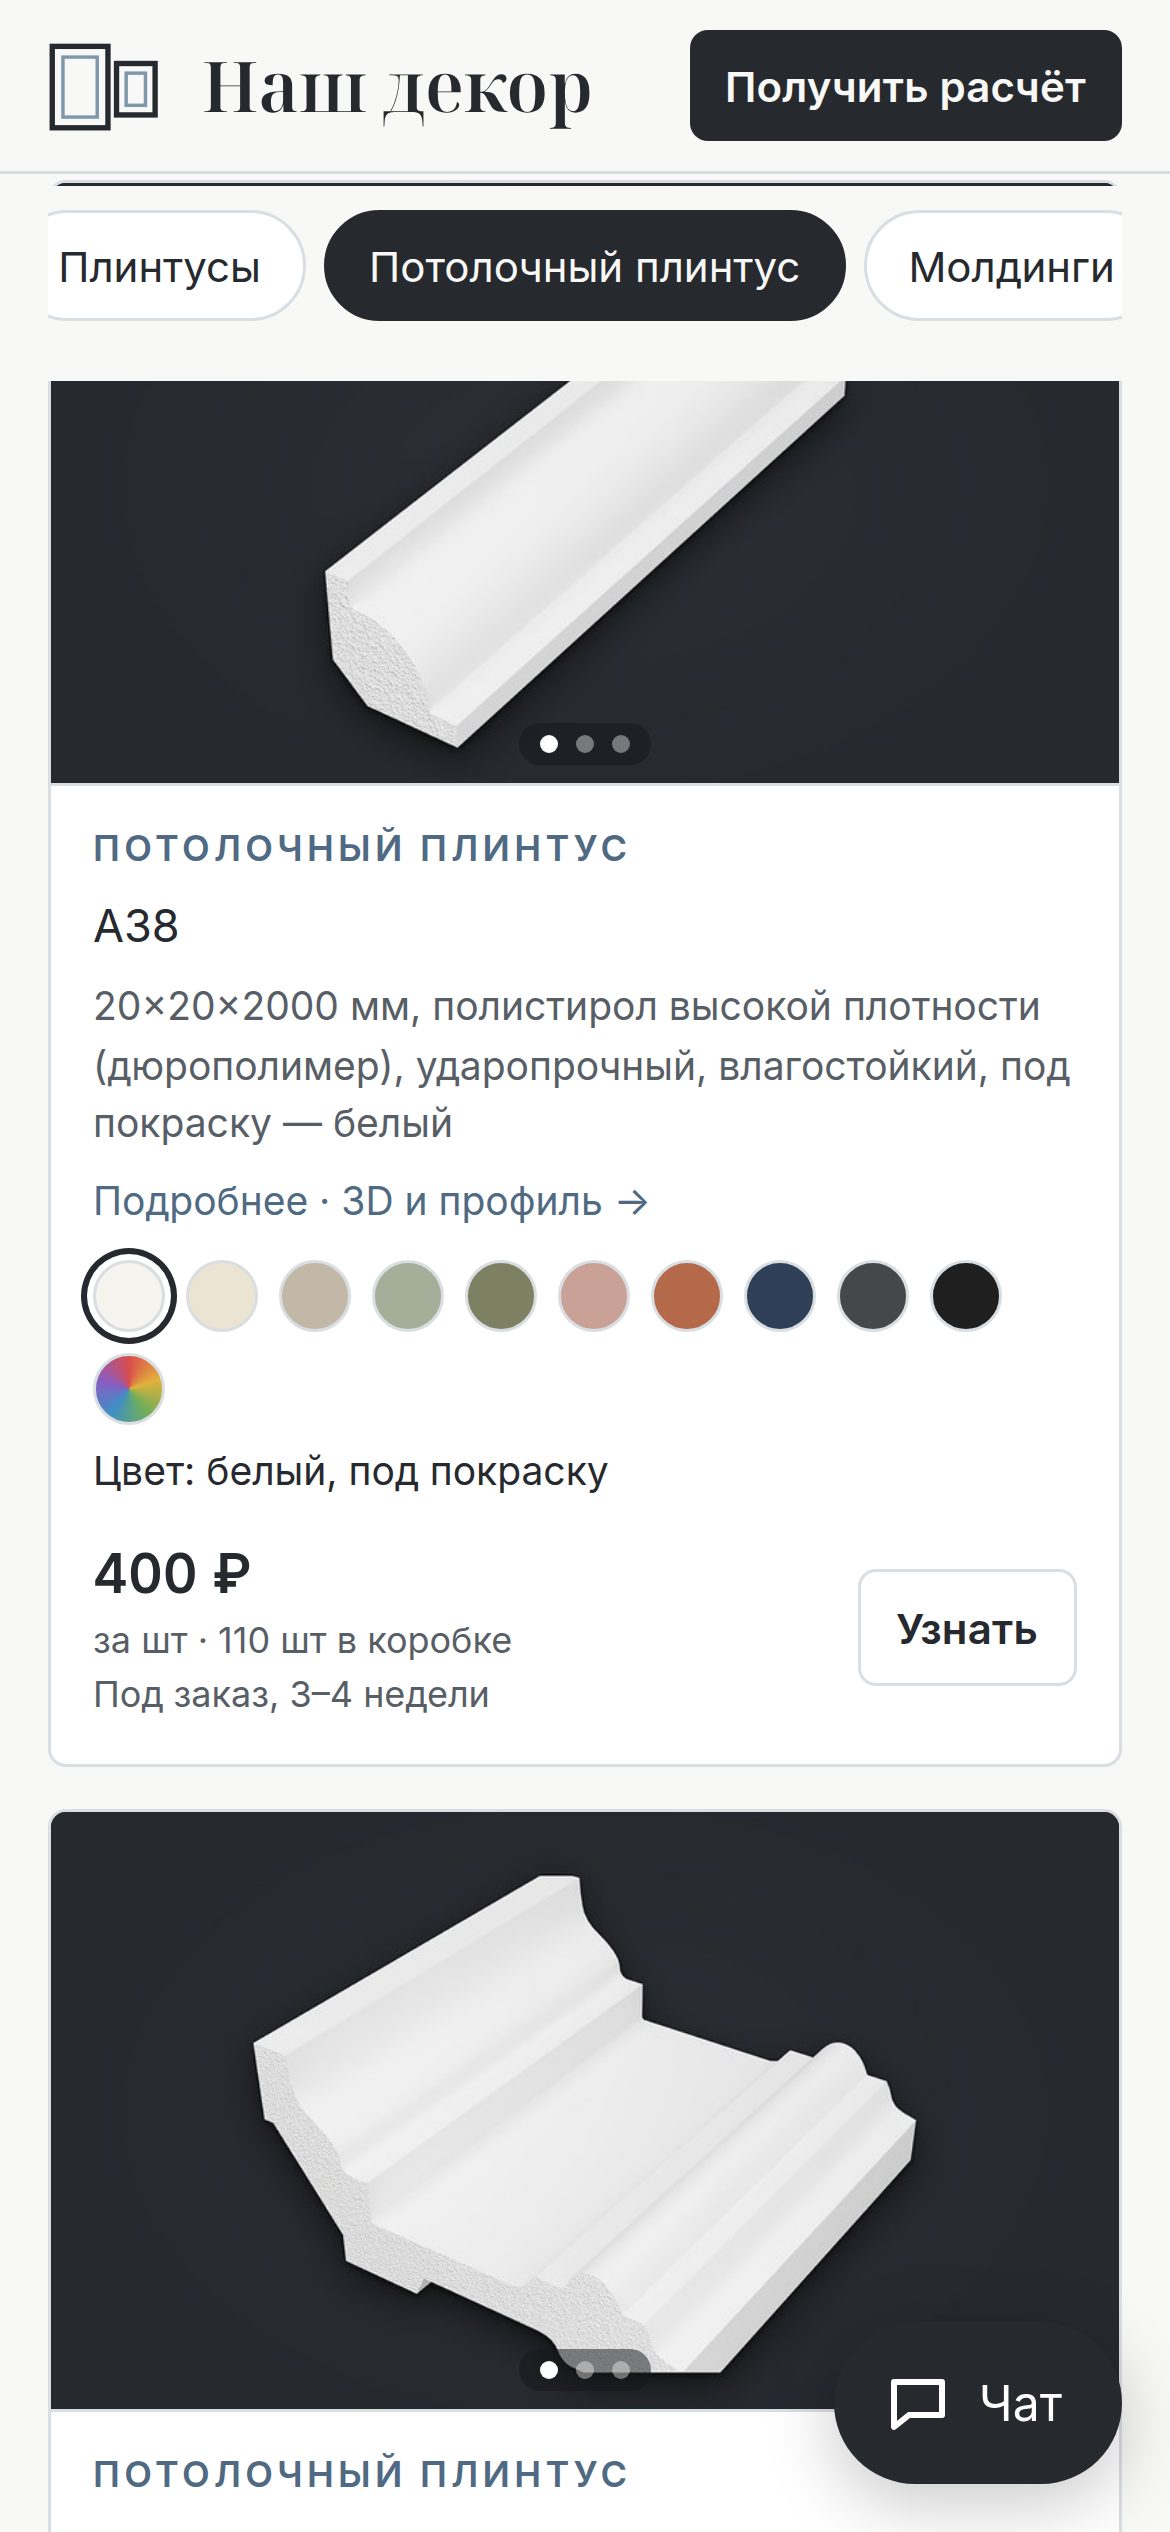 Наш декор
Получить расчёт
Плинтусы
Потолочный плинтус
Молдинги
ПОТОЛОЧНЫЙ ПЛИНТУС
А38
20×20×2000 мм, полистирол высокой плотности
(дюрополимер), ударопрочный, влагостойкий, под
покраску — белый
Подробнее · 3D и профиль →
Цвет: белый, под покраску
400 ₽
за шт · 110 шт в коробке
Под заказ, 3–4 недели
Узнать
Чат
ПОТОЛОЧНЫЙ ПЛИНТУС